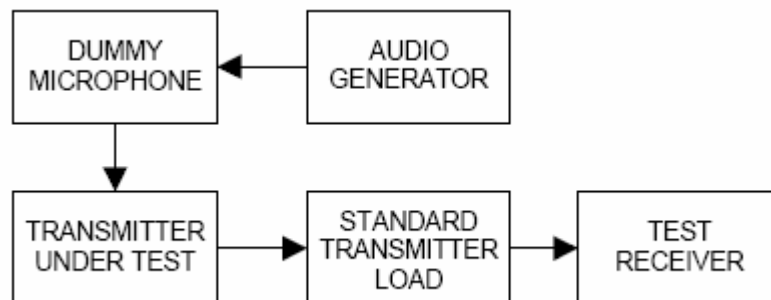 DUMMY
MICROPHONE
AUDIO
GENERATOR
TRANSMITTER
UNDER TEST
STANDARD
TRANSMITTER
LOAD
TEST
RECEIVER